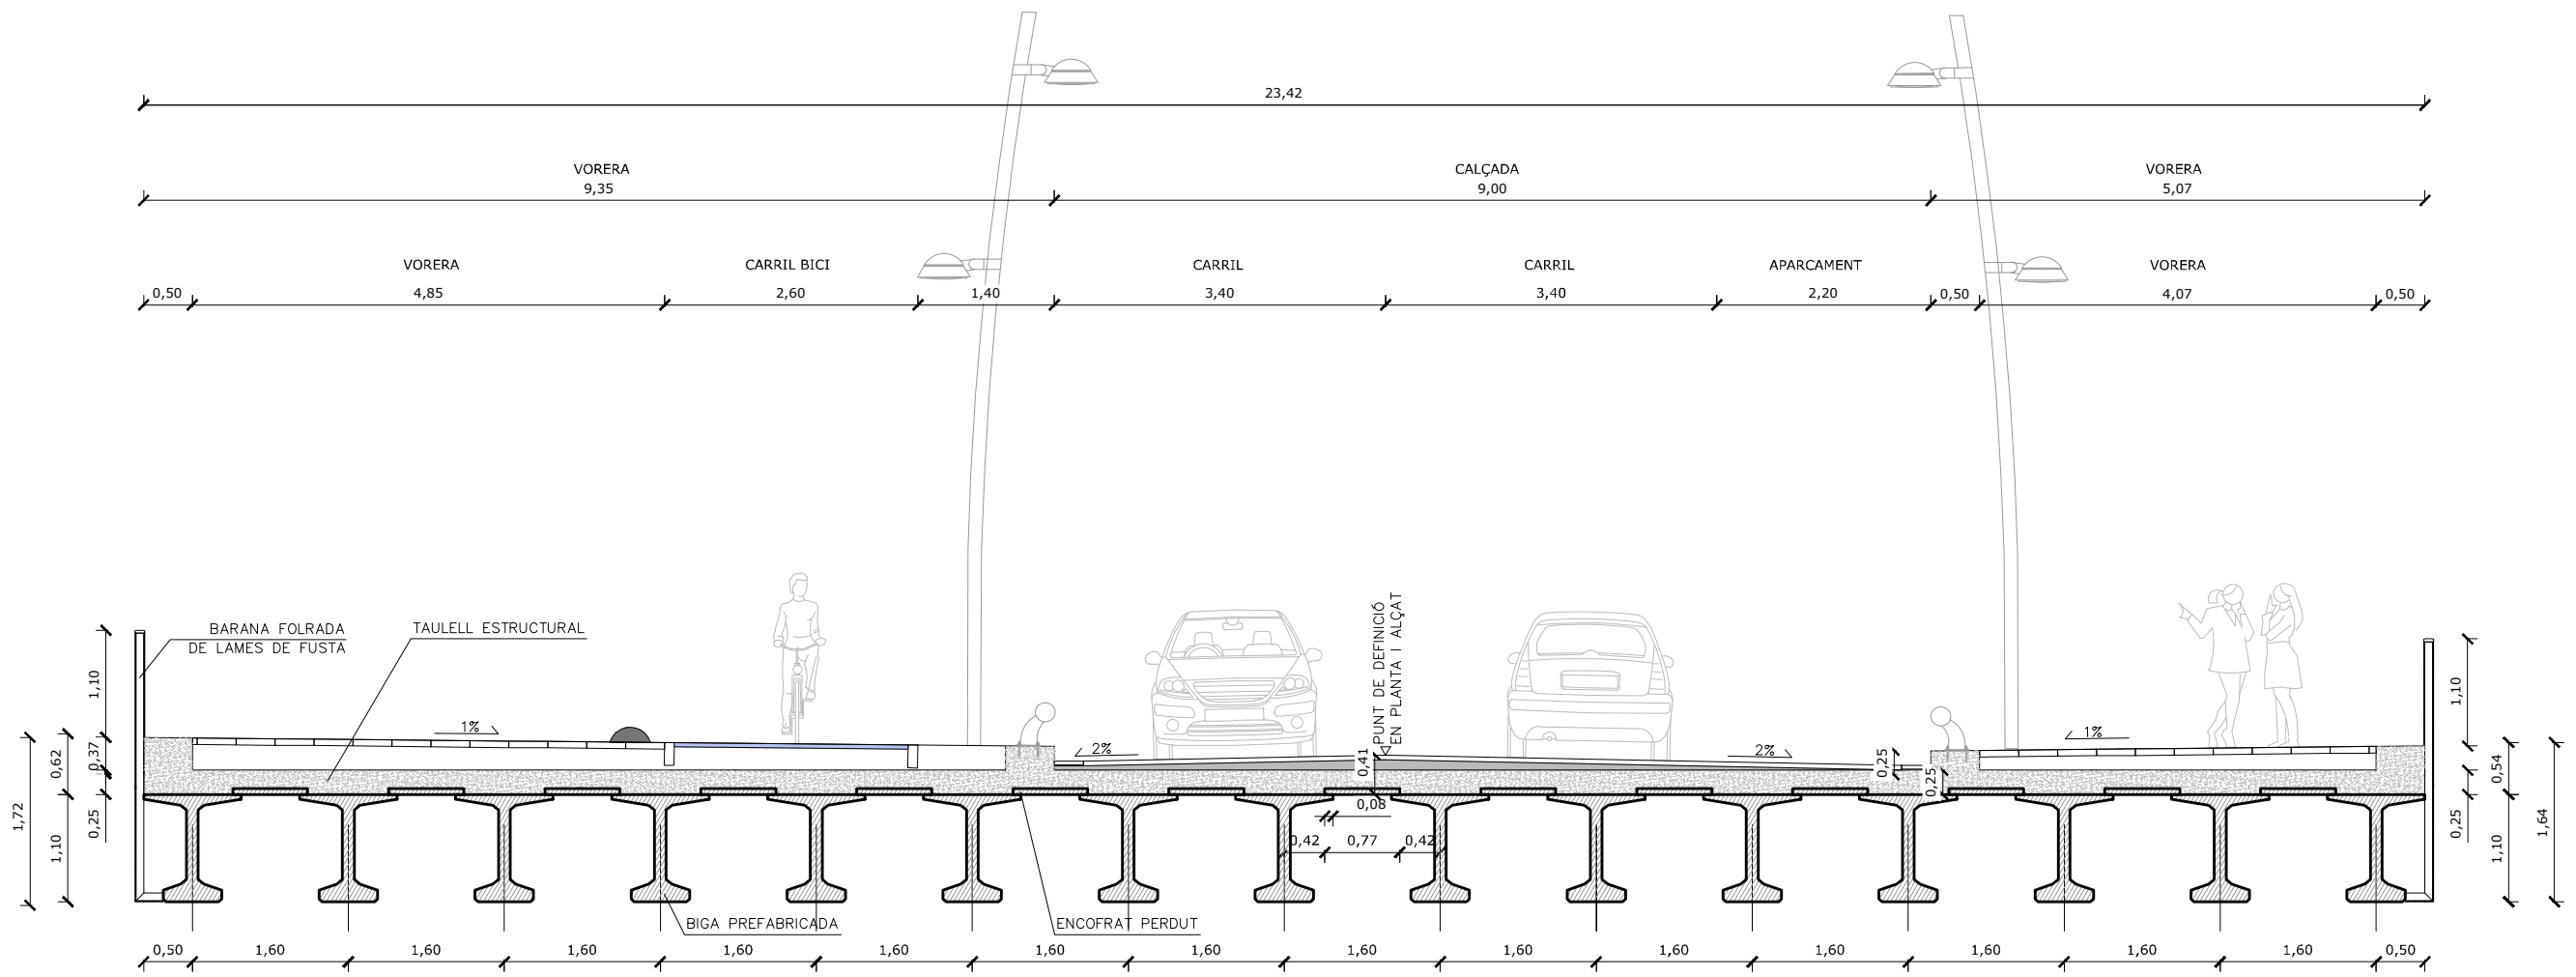 23,42
VORERA CALÇADA VORERA
9,35 9,00 5,07
VORERA CARRIL BICI CARRIL CARRIL APARCAMENT VORERA
0,50 4,85 2,60 1,40 3,40 3,40 2,20 0,50 4,07 0,50
BARANA FOLRADA
DE LAMES DE FUSTA
TAULELL ESTRUCTURAL
PUNT DE DEFINICIÓ
EN PLANTA I ALÇAT
1,10
0,37
0,25
0,62
1,10
1,72
1%
2%
0,41
2%
0,25
0,25
1%
1,10
0,25
0,54
1,10
1,64
0,08
0,42 0,77 0,42
BIGA PREFABRICADA
ENCOFRAT PERDUT
0,50 1,60 1,60 1,60 1,60 1,60 1,60 1,60 1,60 1,60 1,60 1,60 1,60 1,60 1,60 0,50